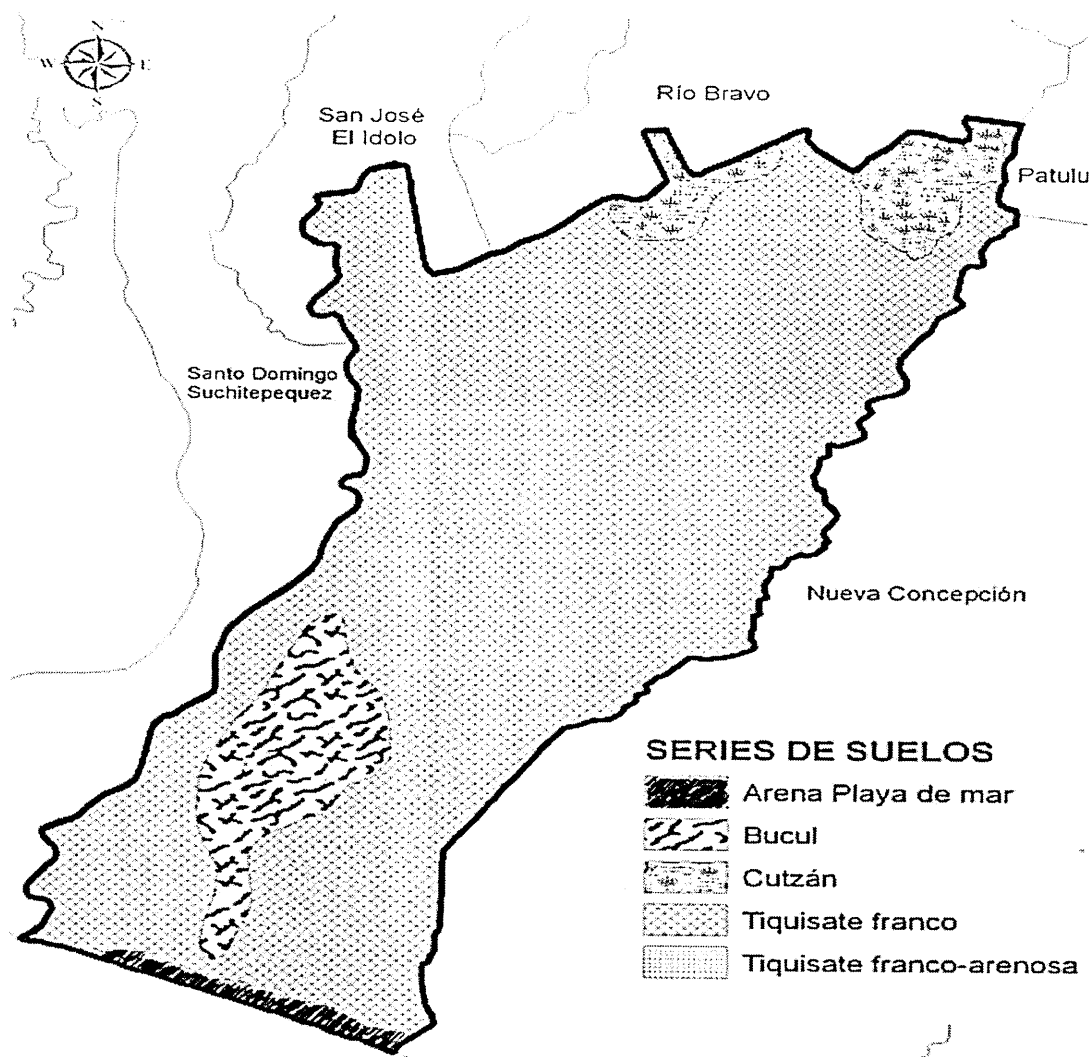 N
W E
S
San José
El Idolo
Río Bravo
Patulu
Santo Domingo
Suchitepequez
Nueva Concepción
SERIES DE SUELOS
Arena Playa de mar
Bucul
Cutzán
Tiquisate franco
Tiquisate franco-arenosa